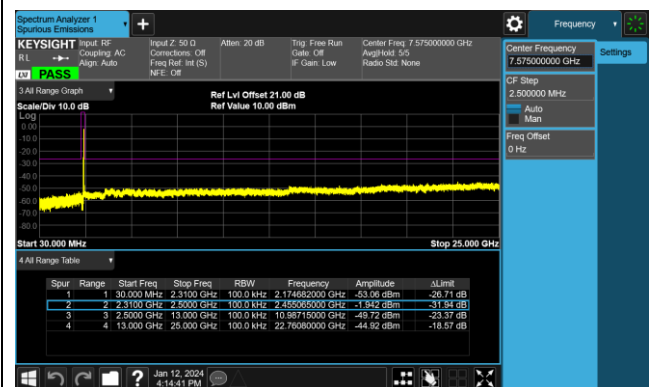 Spectrum Analyzer 1
Spurious Emissions
Frequency
KEYSIGHT Input: RF Input Z: 50 Ω Atten: 20 dB Trig: Free Run Center Freq: 7.575000000 GHz
RL Coupling: AC Corrections: Off Gate: Off Avg|Hold: 5/5
Align: Auto Freq Ref: Int (S) IF Gain: Low Radio Std: None
NFE: Off
LXI PASS
Center Frequency
7.575000000 GHz
Settings
CF Step
2.500000 MHz
Auto
Man
Freq Offset
0 Hz
3 All Range Graph
Ref Lvl Offset 21.00 dB
Scale/Div 10.0 dB Ref Value 10.00 dBm
Log
0.00
-10.0
-20.0
-30.0
-40.0
-50.0
-60.0
-70.0
-80.0
Start 30.000 MHz Stop 25.000 GHz
4 All Range Table
Spur Range Start Freq Stop Freq RBW Frequency Amplitude ΔLimit
1 1 30.000 MHz 2.3100 GHz 100.0 kHz 2.174682000 GHz -53.06 dBm -26.71 dB
2 2 2.3100 GHz 2.5000 GHz 100.0 kHz 2.455065000 GHz -1.942 dBm -31.94 dB
3 3 2.5000 GHz 13.000 GHz 100.0 kHz 10.98715000 GHz -49.72 dBm -23.37 dB
4 4 13.000 GHz 25.000 GHz 100.0 kHz 22.76080000 GHz -44.92 dBm -18.57 dB
Jan 12, 2024
4:14:41 PM